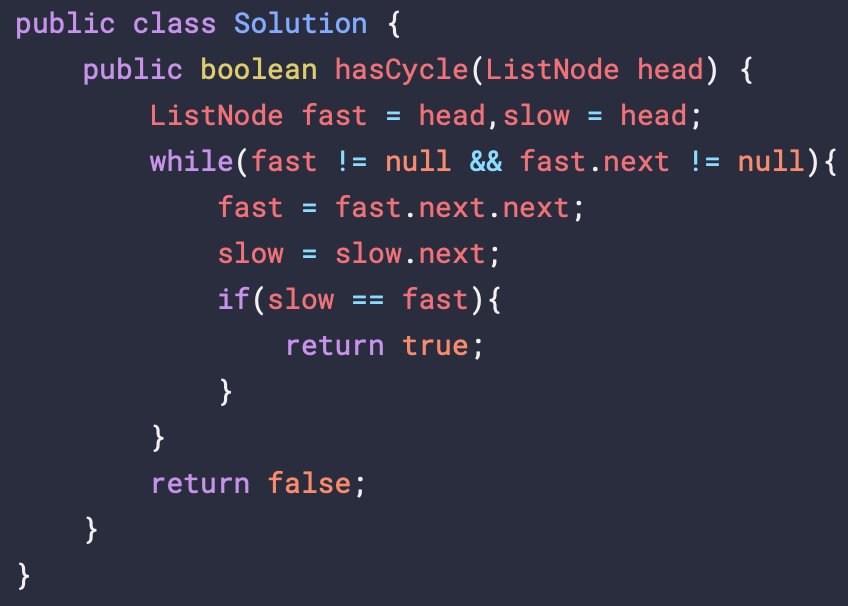 public class Solution {
    public boolean hasCycle(ListNode head) {
        ListNode fast = head,slow = head;
        while(fast != null && fast.next != null){
            fast = fast.next.next;
            slow = slow.next;
            if(slow == fast){
                return true;
            }
        }
        return false;
    }
}